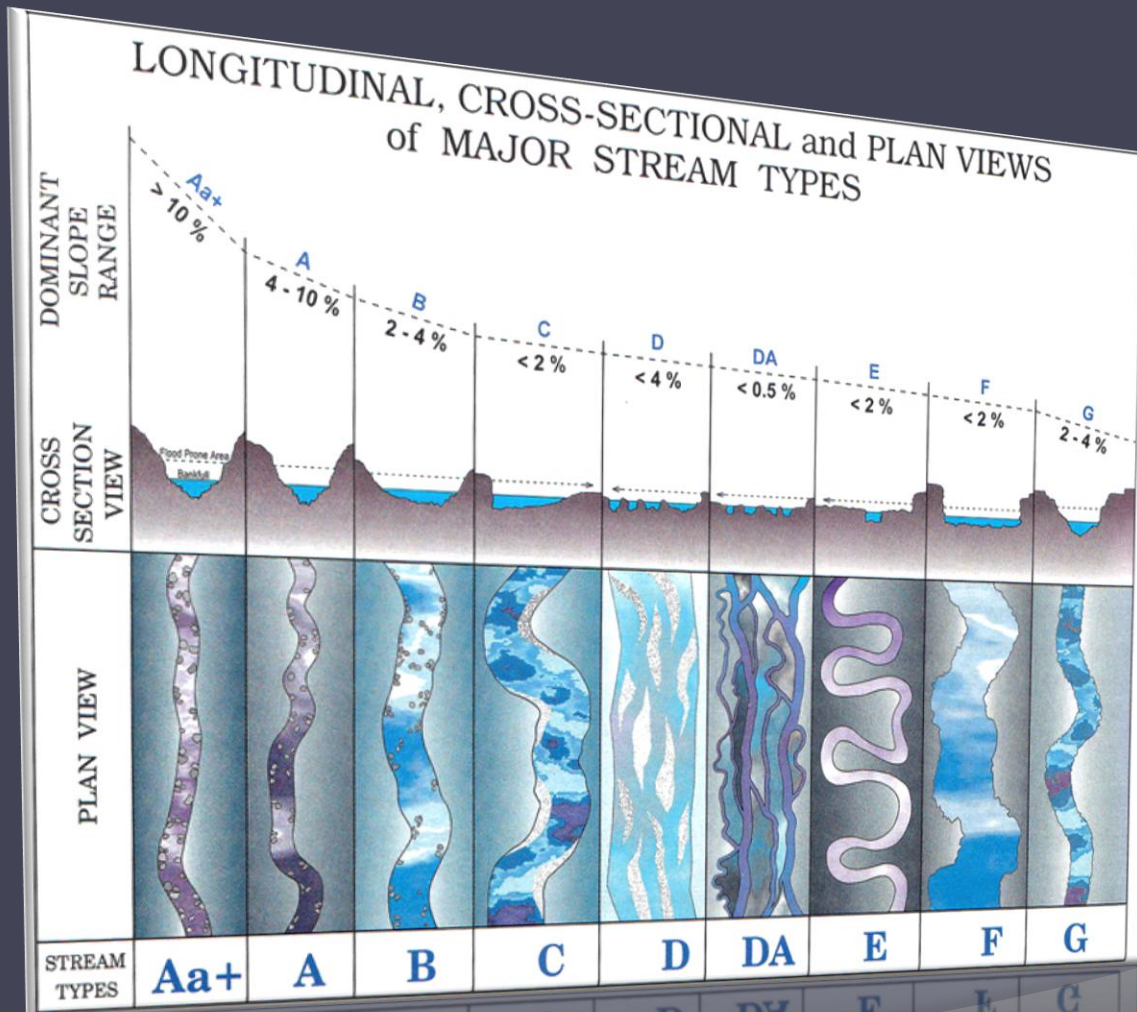 LONGITUDINAL, CROSS-SECTIONAL and PLAN VIEWS
of MAJOR STREAM TYPES
DOMINANT
SLOPE
RANGE
Aa+
> 10 %
A
4 - 10 %
B
2 - 4 %
C
< 2 %
D
< 4 %
DA
< 0.5 %
E
< 2 %
F
< 2 %
G
2 - 4 %
CROSS
SECTION
VIEW
Flood Prone Area
Bankfull
PLAN VIEW
STREAM
TYPES
Aa+
A
B
C
D
DA
E
F
G